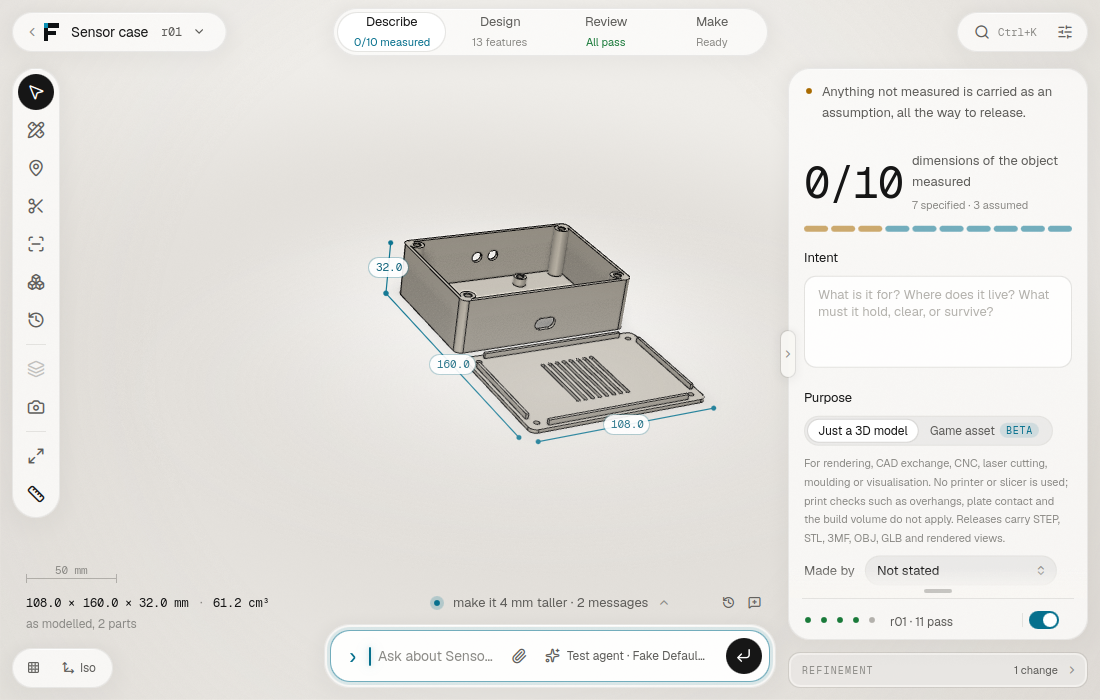 Sensor case r01
Describe
0/10 measured
Design
13 features
Review
All pass
Make
Ready
Ctrl+K
Anything not measured is carried as an
assumption, all the way to release.
0/10
dimensions of the object
measured
7 specified · 3 assumed
Intent
What is it for? Where does it live? What
must it hold, clear, or survive?
Purpose
Just a 3D model
Game asset BETA
For rendering, CAD exchange, CNC, laser cutting,
moulding or visualisation. No printer or slicer is used;
print checks such as overhangs, plate contact and
the build volume do not apply. Releases carry STEP,
STL, 3MF, OBJ, GLB and rendered views.
Made by Not stated
r01 · 11 pass
REFINEMENT 1 change
32.0
160.0
108.0
50 mm
108.0 × 160.0 × 32.0 mm · 61.2 cm³
as modelled, 2 parts
Iso
make it 4 mm taller · 2 messages
Ask about Senso...
Test agent · Fake Defaul...